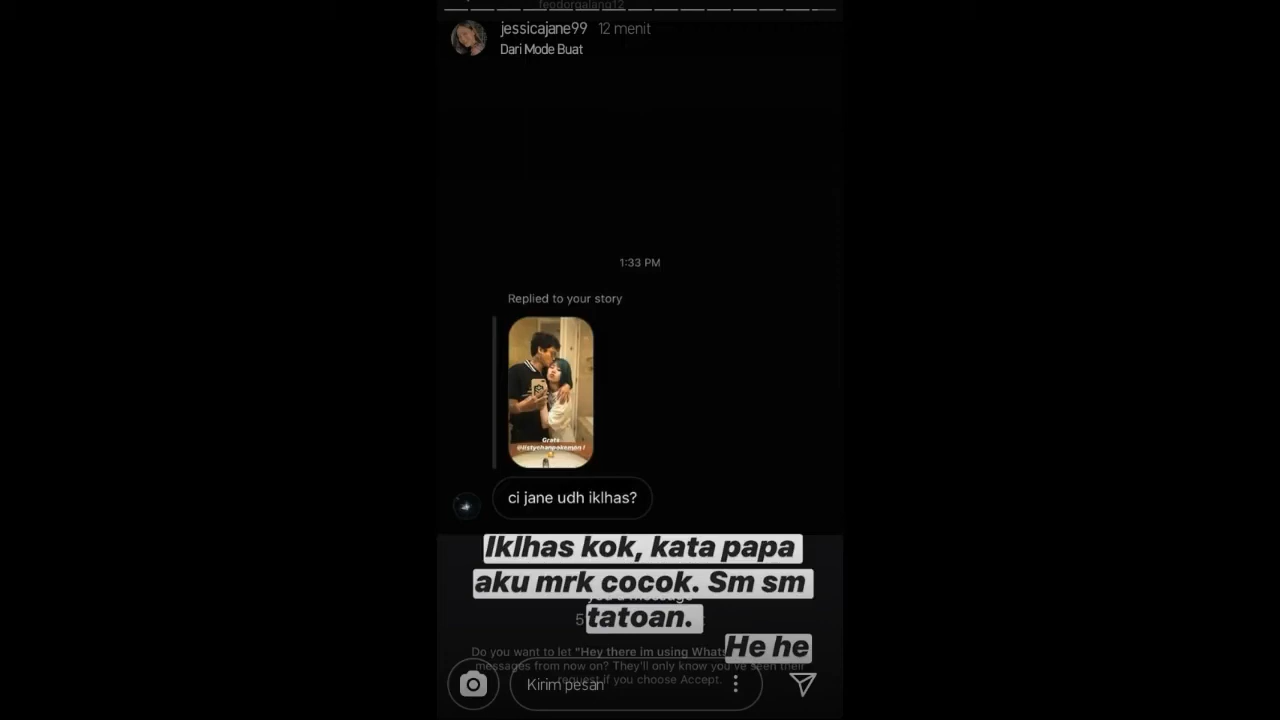 feodorgalang12
jessicajane99 12 menit
Dari Mode Buat
1:33 PM
Replied to your story
Grats
ci jane udh iklhas?
Iklhas kok, kata papa
aku mrk cocok. Sm sm
tatoan.
He he
Do you want to let "Hey there im using Whats
messages from now on? They'll only know you've seen their
request if you choose Accept.
Kirim pesan